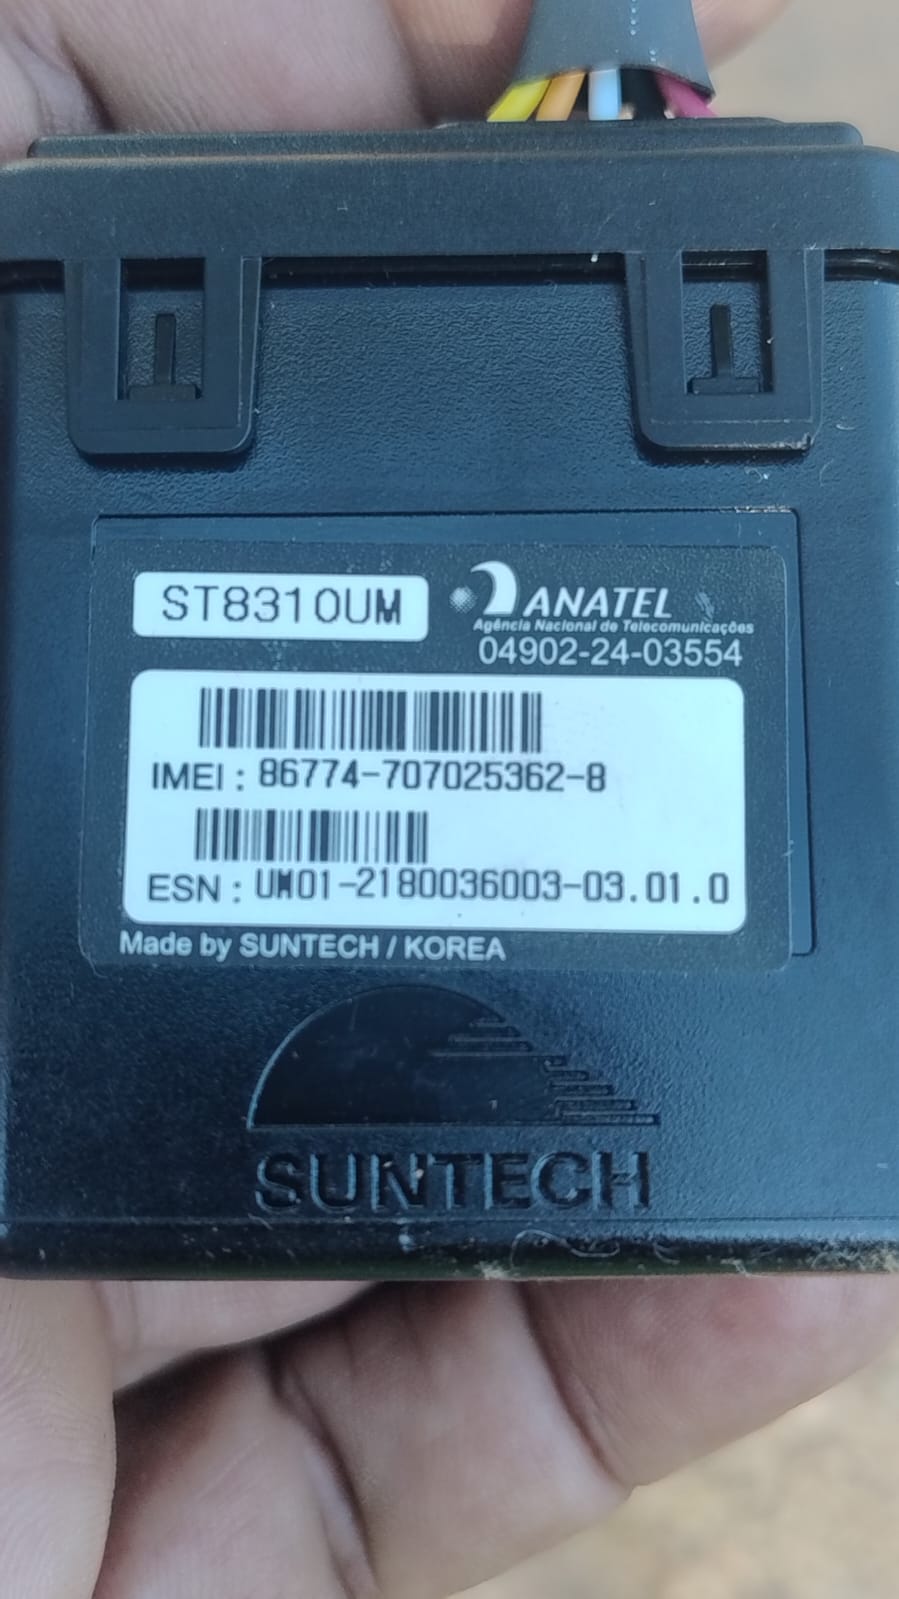 ST8310UM
ANATEL
Agência Nacional de Telecomunicações
04902-24-03554
IMEI : 86774-707025362-8
ESN : UM01-2180036003-03.01.0
Made by SUNTECH / KOREA
SUNTECH